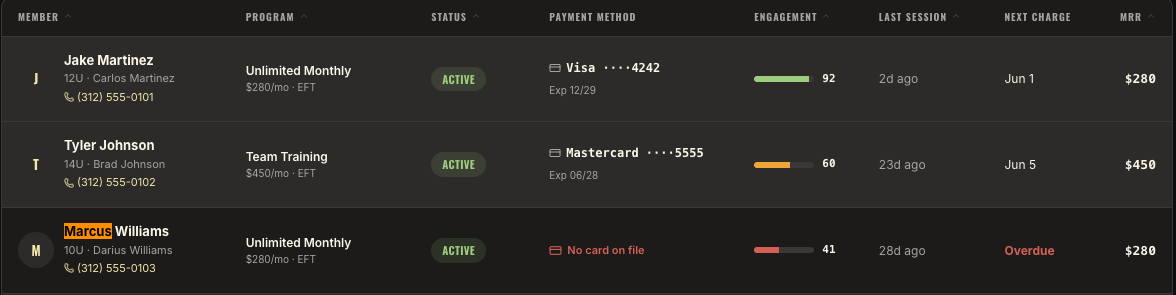 MEMBER PROGRAM STATUS PAYMENT METHOD ENGAGEMENT LAST SESSION NEXT CHARGE MRR
J
Jake Martinez
12U · Carlos Martinez
(312) 555-0101
Unlimited Monthly
$280/mo · EFT
ACTIVE
Visa ····4242
Exp 12/29
92
2d ago
Jun 1
$280
T
Tyler Johnson
14U · Brad Johnson
(312) 555-0102
Team Training
$450/mo · EFT
ACTIVE
Mastercard ····5555
Exp 06/28
60
23d ago
Jun 5
$450
M
Marcus Williams
10U · Darius Williams
(312) 555-0103
Unlimited Monthly
$280/mo · EFT
ACTIVE
No card on file
41
28d ago
Overdue
$280